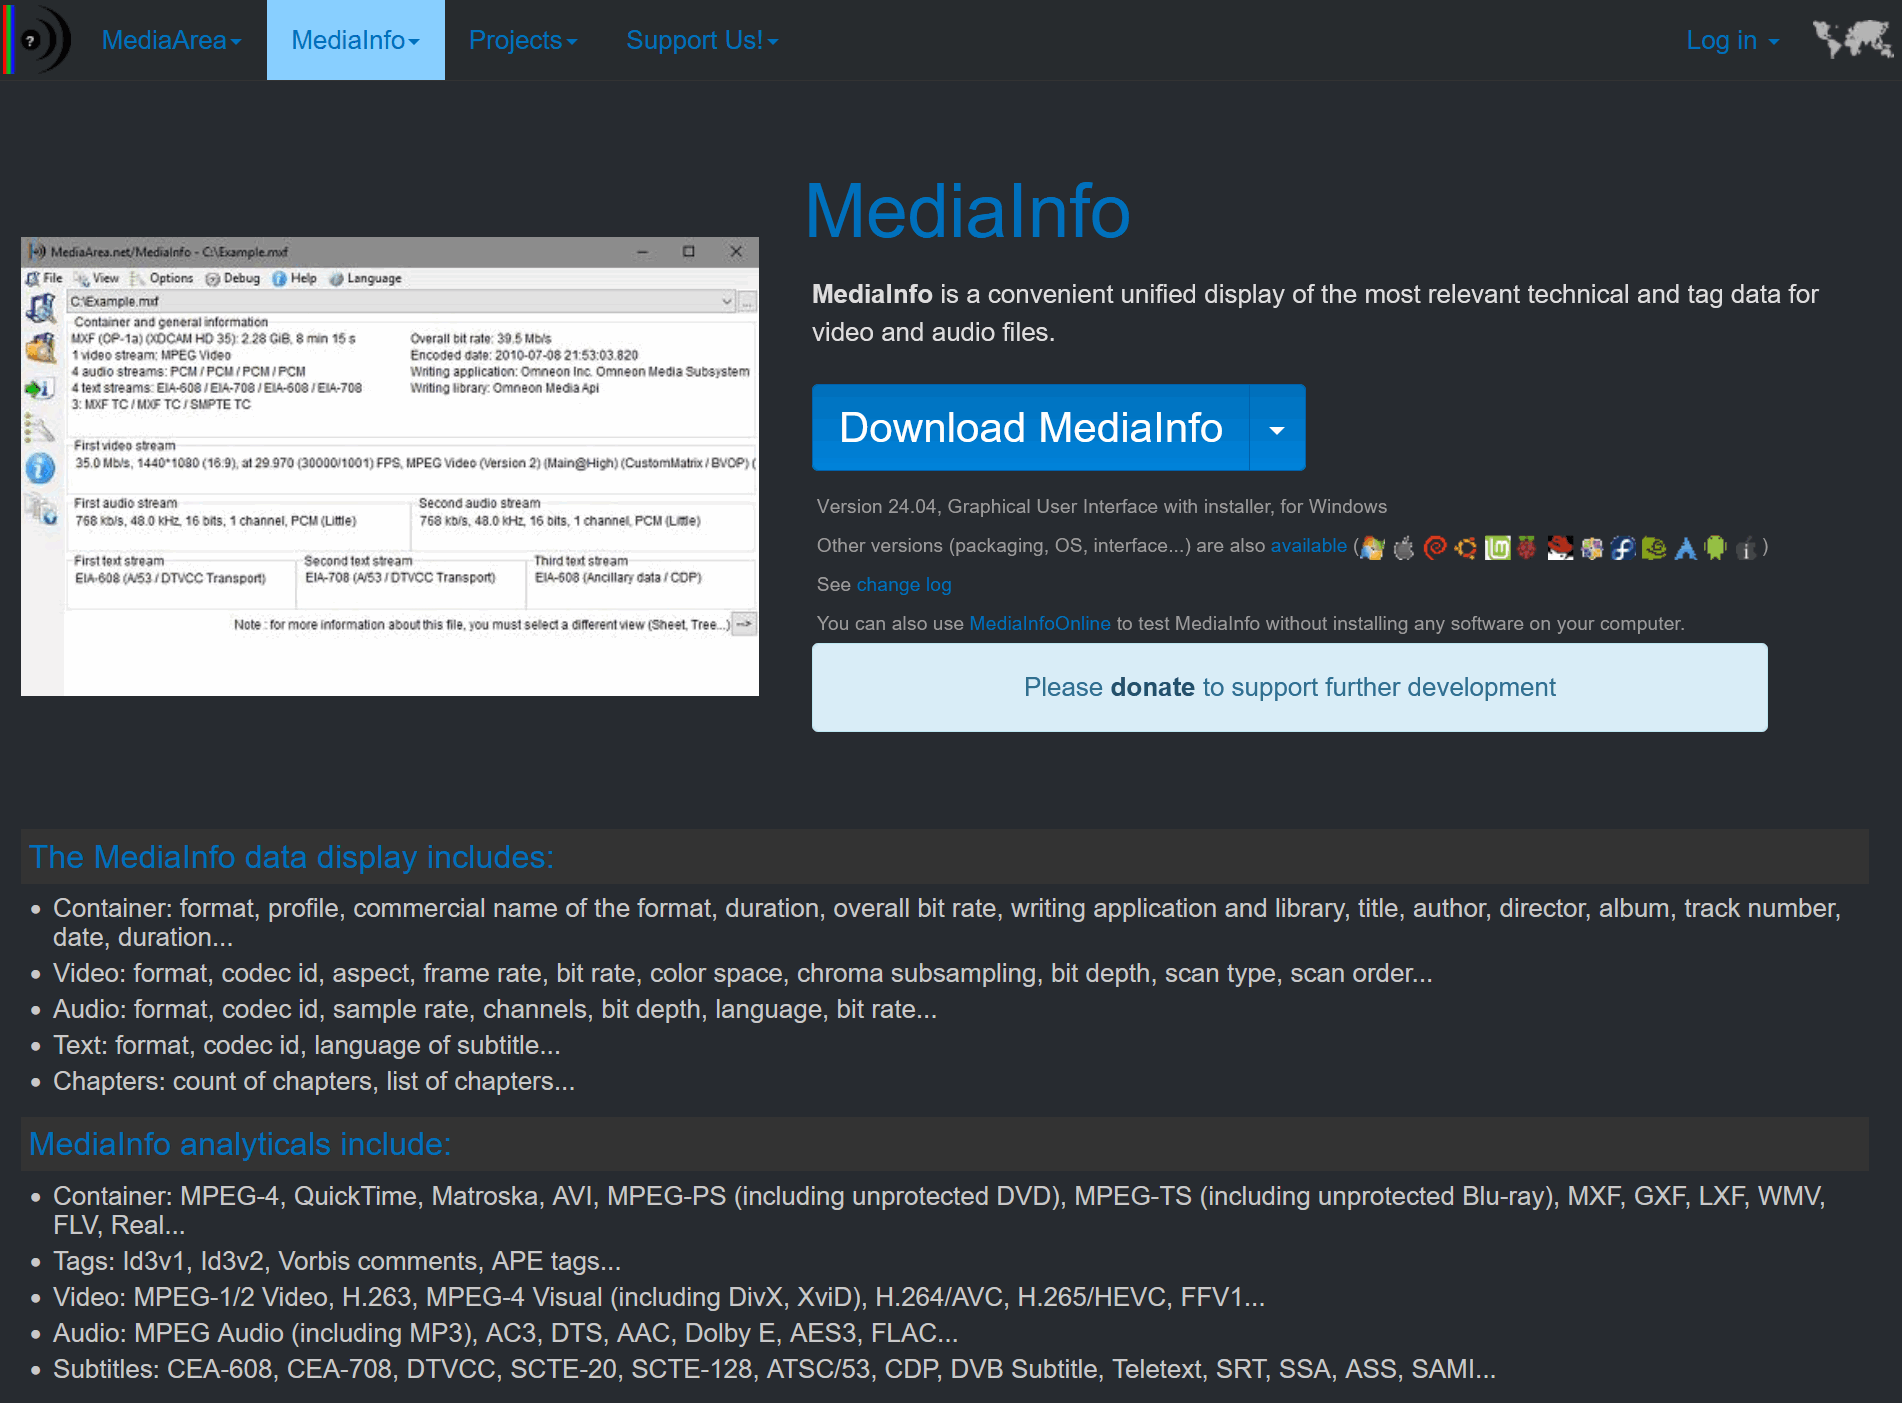 MediaArea
MediaInfo
Projects
Support Us!
Log in
MediaArea.net/MediaInfo - C:\Example.mxf
File View Options Debug Help Language
C:\Example.mxf
Container and general information
MXF (OP-1a) (XDCAM HD 35): 2.28 GiB, 8 min 15 s
1 video stream: MPEG Video
4 audio streams: PCM / PCM / PCM / PCM
4 text streams: EIA-608 / EIA-708 / EIA-608 / EIA-708
3: MXF TC / MXF TC / SMPTE TC
Overall bit rate: 39.5 Mb/s
Encoded date: 2010-07-08 21:53:03.820
Writing application: Omneon Inc. Omneon Media Subsystem
Writing library: Omneon Media Api
First video stream
35.0 Mb/s, 1440*1080 (16:9), at 29.970 (30000/1001) FPS, MPEG Video (Version 2) (Main@High) (CustomMatrix / BVOP) (
First audio stream
768 kb/s, 48.0 kHz, 16 bits, 1 channel, PCM (Little)
Second audio stream
768 kb/s, 48.0 kHz, 16 bits, 1 channel, PCM (Little)
First text stream
EIA-608 (A/53 / DTVCC Transport)
Second text stream
EIA-708 (A/53 / DTVCC Transport)
Third text stream
EIA-608 (Ancillary data / CDP)
Note : for more information about this file, you must select a different view (Sheet, Tree...)
-->
MediaInfo
MediaInfo is a convenient unified display of the most relevant technical and tag data for
video and audio files.
Download MediaInfo
Version 24.04, Graphical User Interface with installer, for Windows
Other versions (packaging, OS, interface...) are also available ( )
See change log
You can also use MediaInfoOnline to test MediaInfo without installing any software on your computer.
Please donate to support further development
The MediaInfo data display includes:
• Container: format, profile, commercial name of the format, duration, overall bit rate, writing application and library, title, author, director, album, track number,
date, duration...
• Video: format, codec id, aspect, frame rate, bit rate, color space, chroma subsampling, bit depth, scan type, scan order...
• Audio: format, codec id, sample rate, channels, bit depth, language, bit rate...
• Text: format, codec id, language of subtitle...
• Chapters: count of chapters, list of chapters...
MediaInfo analyticals include:
• Container: MPEG-4, QuickTime, Matroska, AVI, MPEG-PS (including unprotected DVD), MPEG-TS (including unprotected Blu-ray), MXF, GXF, LXF, WMV,
FLV, Real...
• Tags: Id3v1, Id3v2, Vorbis comments, APE tags...
• Video: MPEG-1/2 Video, H.263, MPEG-4 Visual (including DivX, XviD), H.264/AVC, H.265/HEVC, FFV1...
• Audio: MPEG Audio (including MP3), AC3, DTS, AAC, Dolby E, AES3, FLAC...
• Subtitles: CEA-608, CEA-708, DTVCC, SCTE-20, SCTE-128, ATSC/53, CDP, DVB Subtitle, Teletext, SRT, SSA, ASS, SAMI...